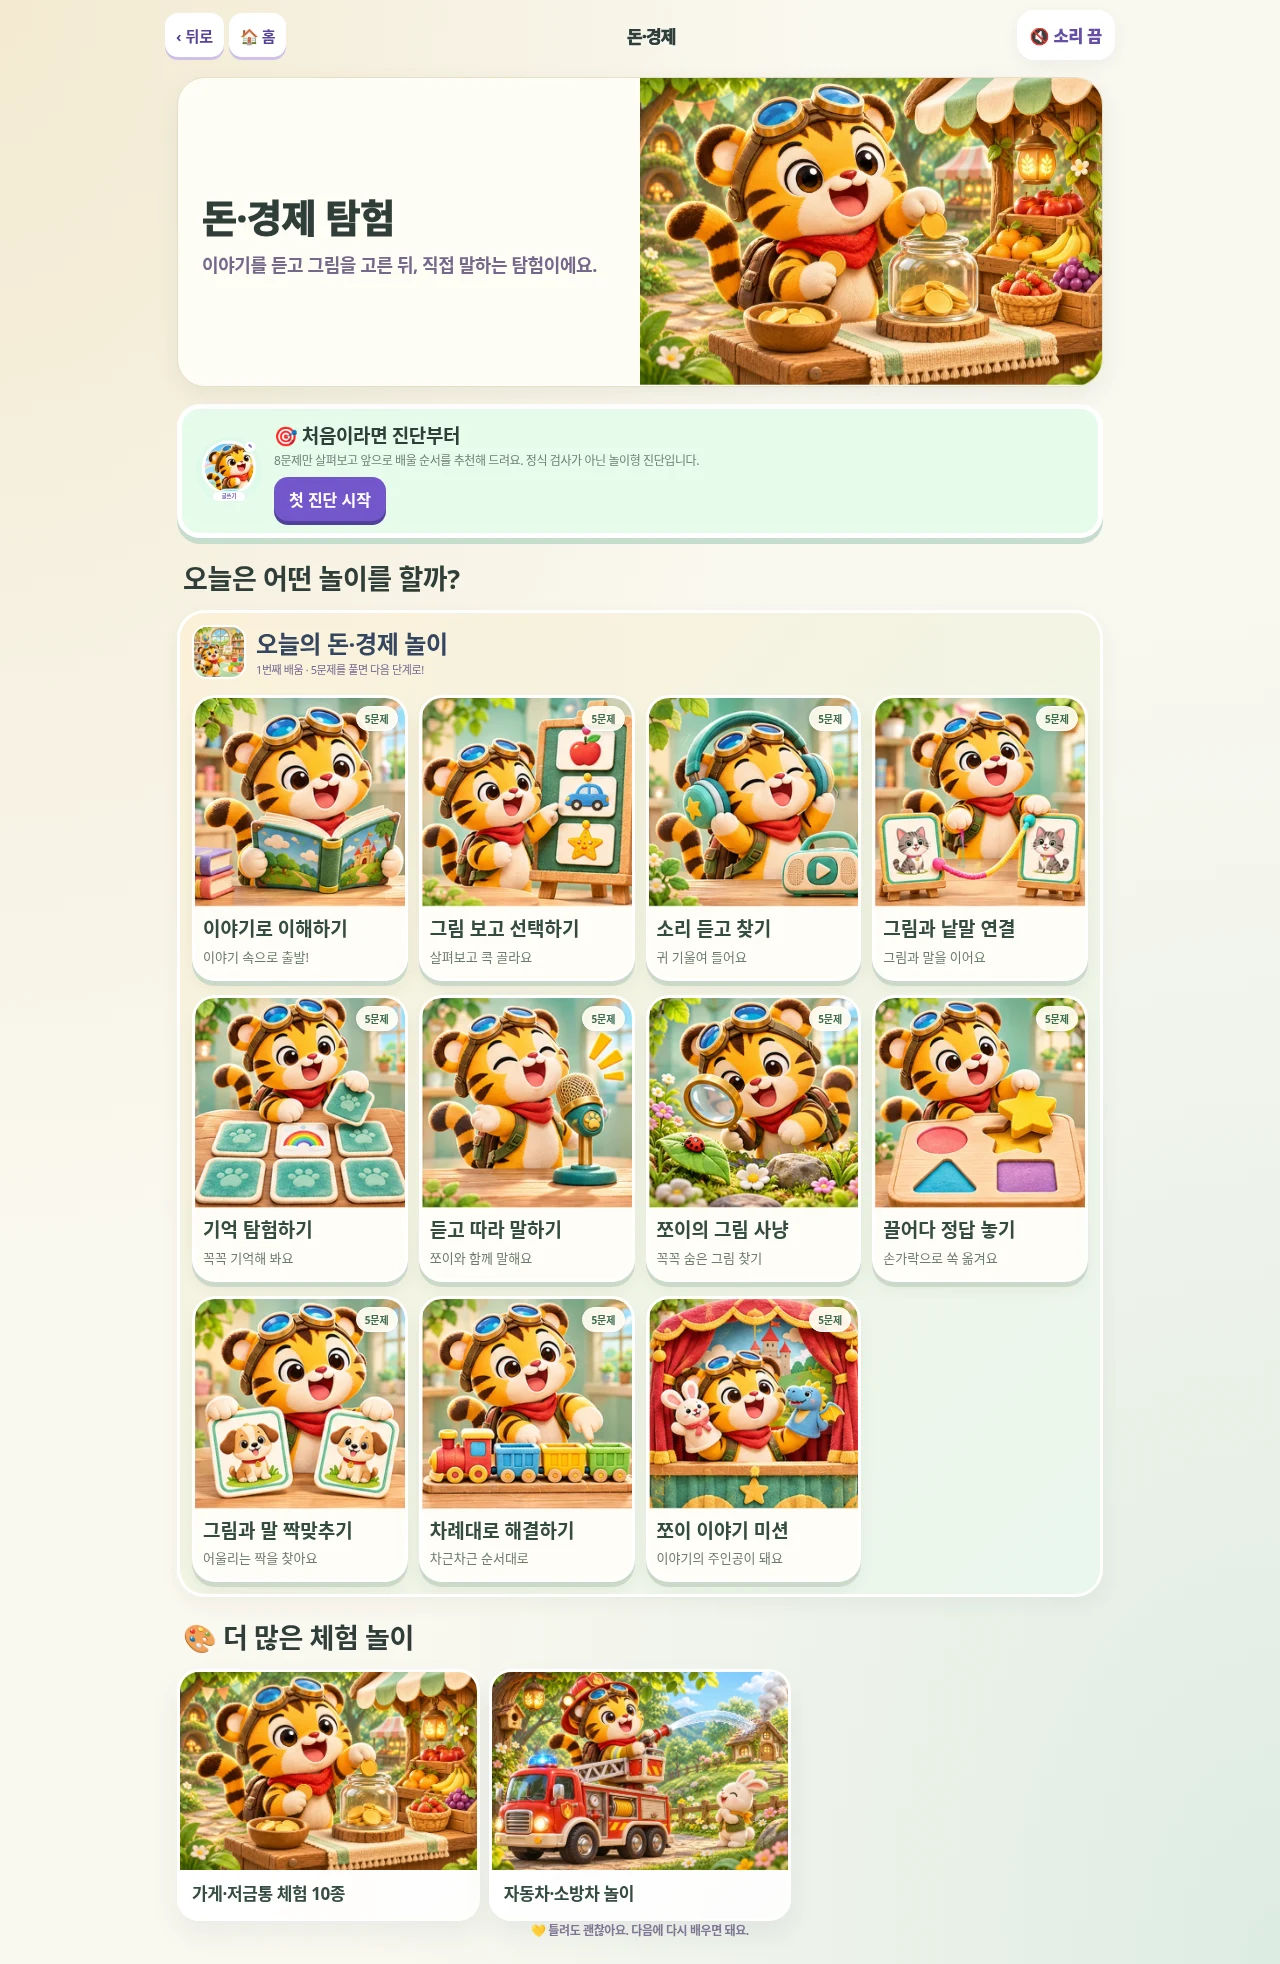 ‹ 뒤로
🏠 홈
돈·경제
🔇 소리 끔
돈·경제 탐험
이야기를 듣고 그림을 고른 뒤, 직접 말하는 탐험이에요.
글쓰기
🎯 처음이라면 진단부터
8문제만 살펴보고 앞으로 배울 순서를 추천해 드려요. 정식 검사가 아닌 놀이형 진단입니다.
첫 진단 시작
오늘은 어떤 놀이를 할까?
오늘의 돈·경제 놀이
1번째 배움 · 5문제를 풀면 다음 단계로!
5문제
5문제
5문제
5문제
이야기로 이해하기
이야기 속으로 출발!
그림 보고 선택하기
살펴보고 콕 골라요
소리 듣고 찾기
귀 기울여 들어요
그림과 낱말 연결
그림과 말을 이어요
5문제
5문제
5문제
5문제
기억 탐험하기
꼭꼭 기억해 봐요
듣고 따라 말하기
쪼이와 함께 말해요
쪼이의 그림 사냥
꼭꼭 숨은 그림 찾기
끌어다 정답 놓기
손가락으로 쏙 옮겨요
5문제
5문제
5문제
그림과 말 짝맞추기
어울리는 짝을 찾아요
차례대로 해결하기
차근차근 순서대로
쪼이 이야기 미션
이야기의 주인공이 돼요
🎨 더 많은 체험 놀이
가게·저금통 체험 10종
자동차·소방차 놀이
💛 틀려도 괜찮아요. 다음에 다시 배우면 돼요.